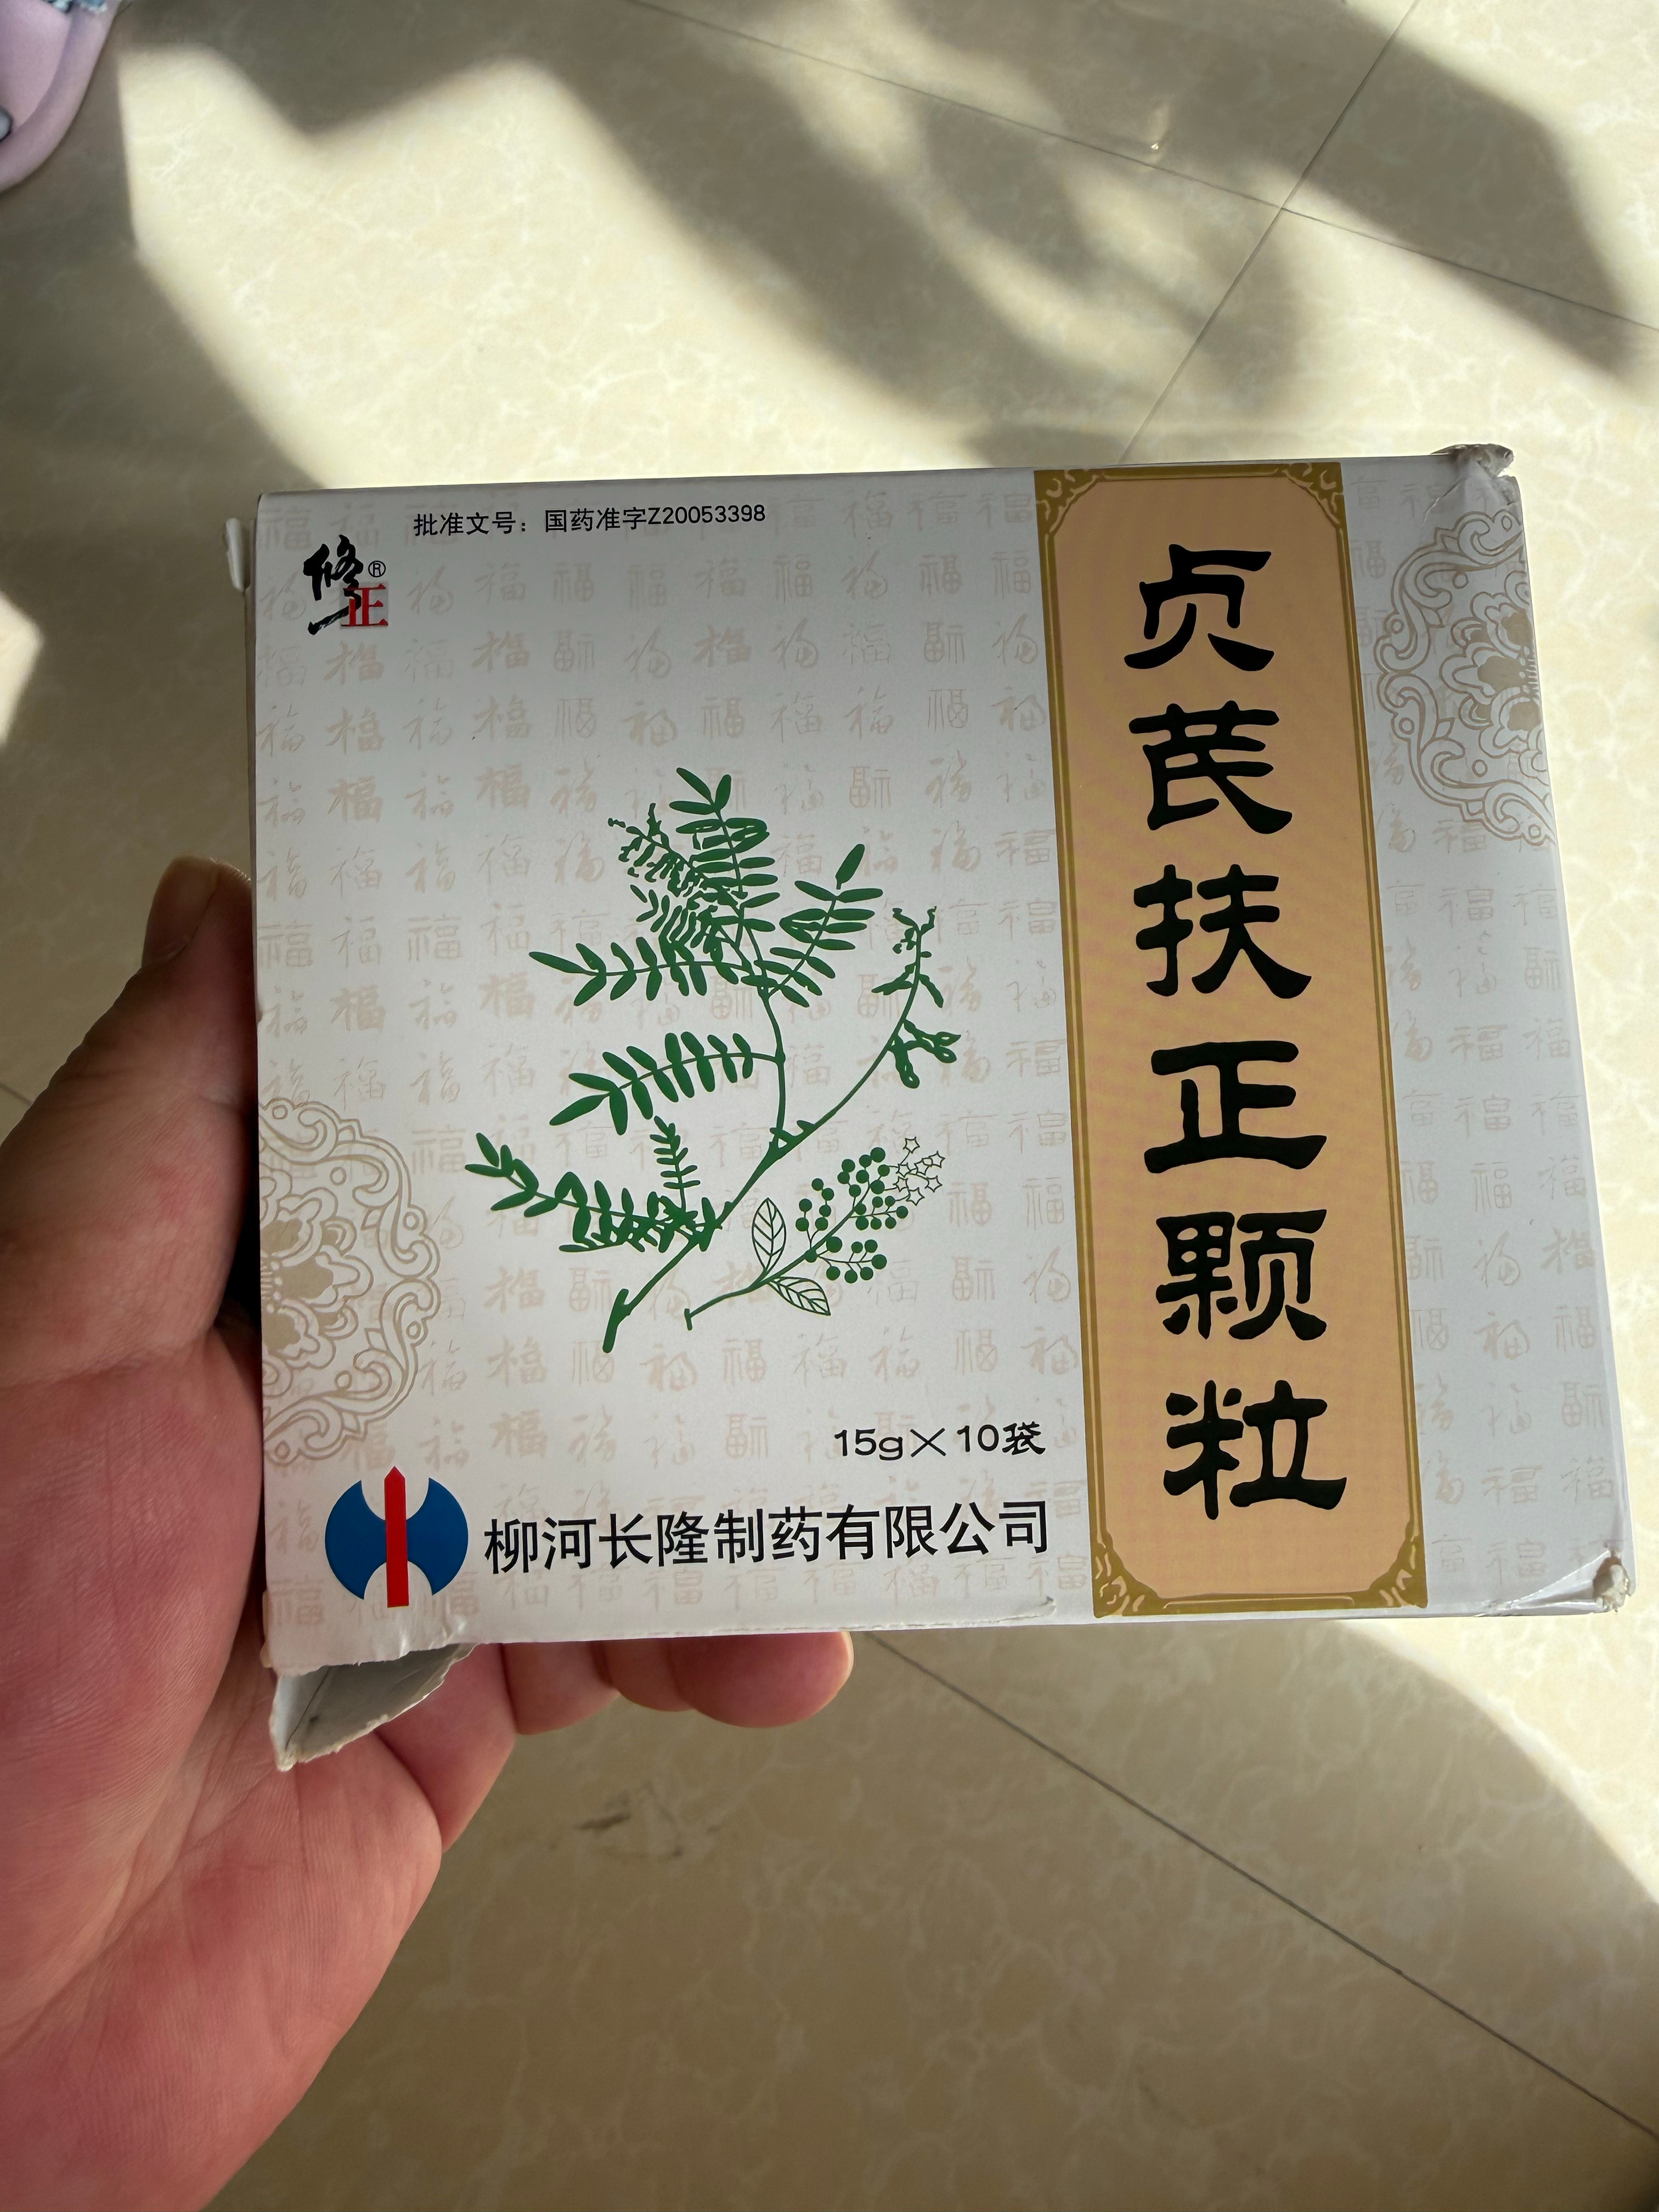 批准文号：国药准字Z20053398
修正®
贞芪扶正颗粒
15g×10袋
柳河长隆制药有限公司